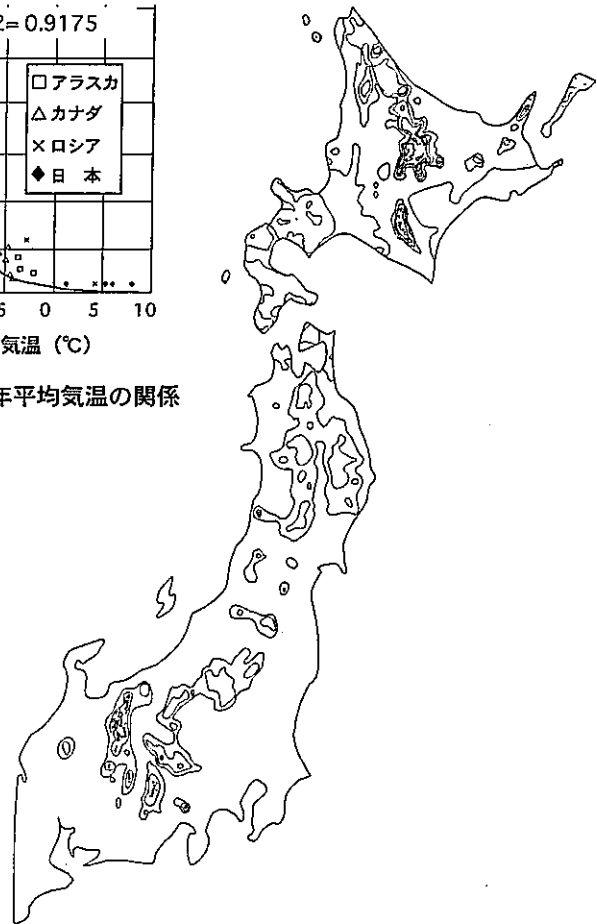 = 0.9175
□ アラスカ
△ カナダ
× ロシア
◆ 日 本
5 0 5 10
気温 (℃)
年平均気温の関係